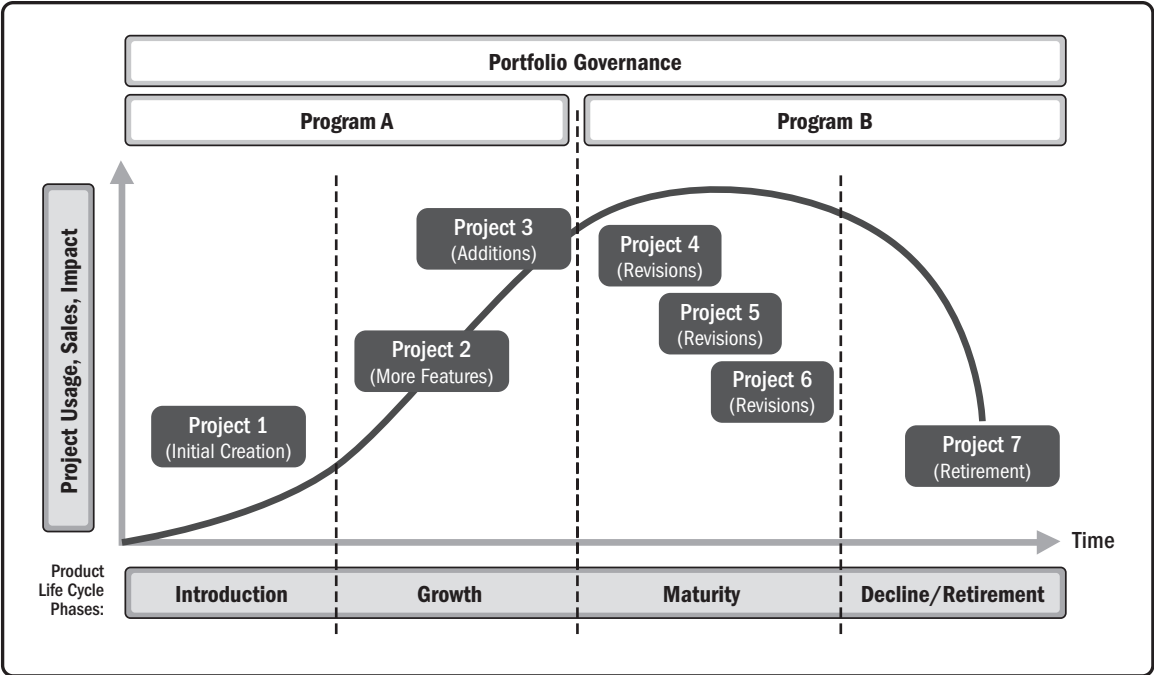 Portfolio Governance
Program A
Program B
Project Usage, Sales, Impact
Project 3
(Additions)
Project 4
(Revisions)
Project 5
(Revisions)
Project 2
(More Features)
Project 6
(Revisions)
Project 1
(Initial Creation)
Project 7
(Retirement)
Time
Product
Life Cycle
Phases:
Introduction
Growth
Maturity
Decline/Retirement